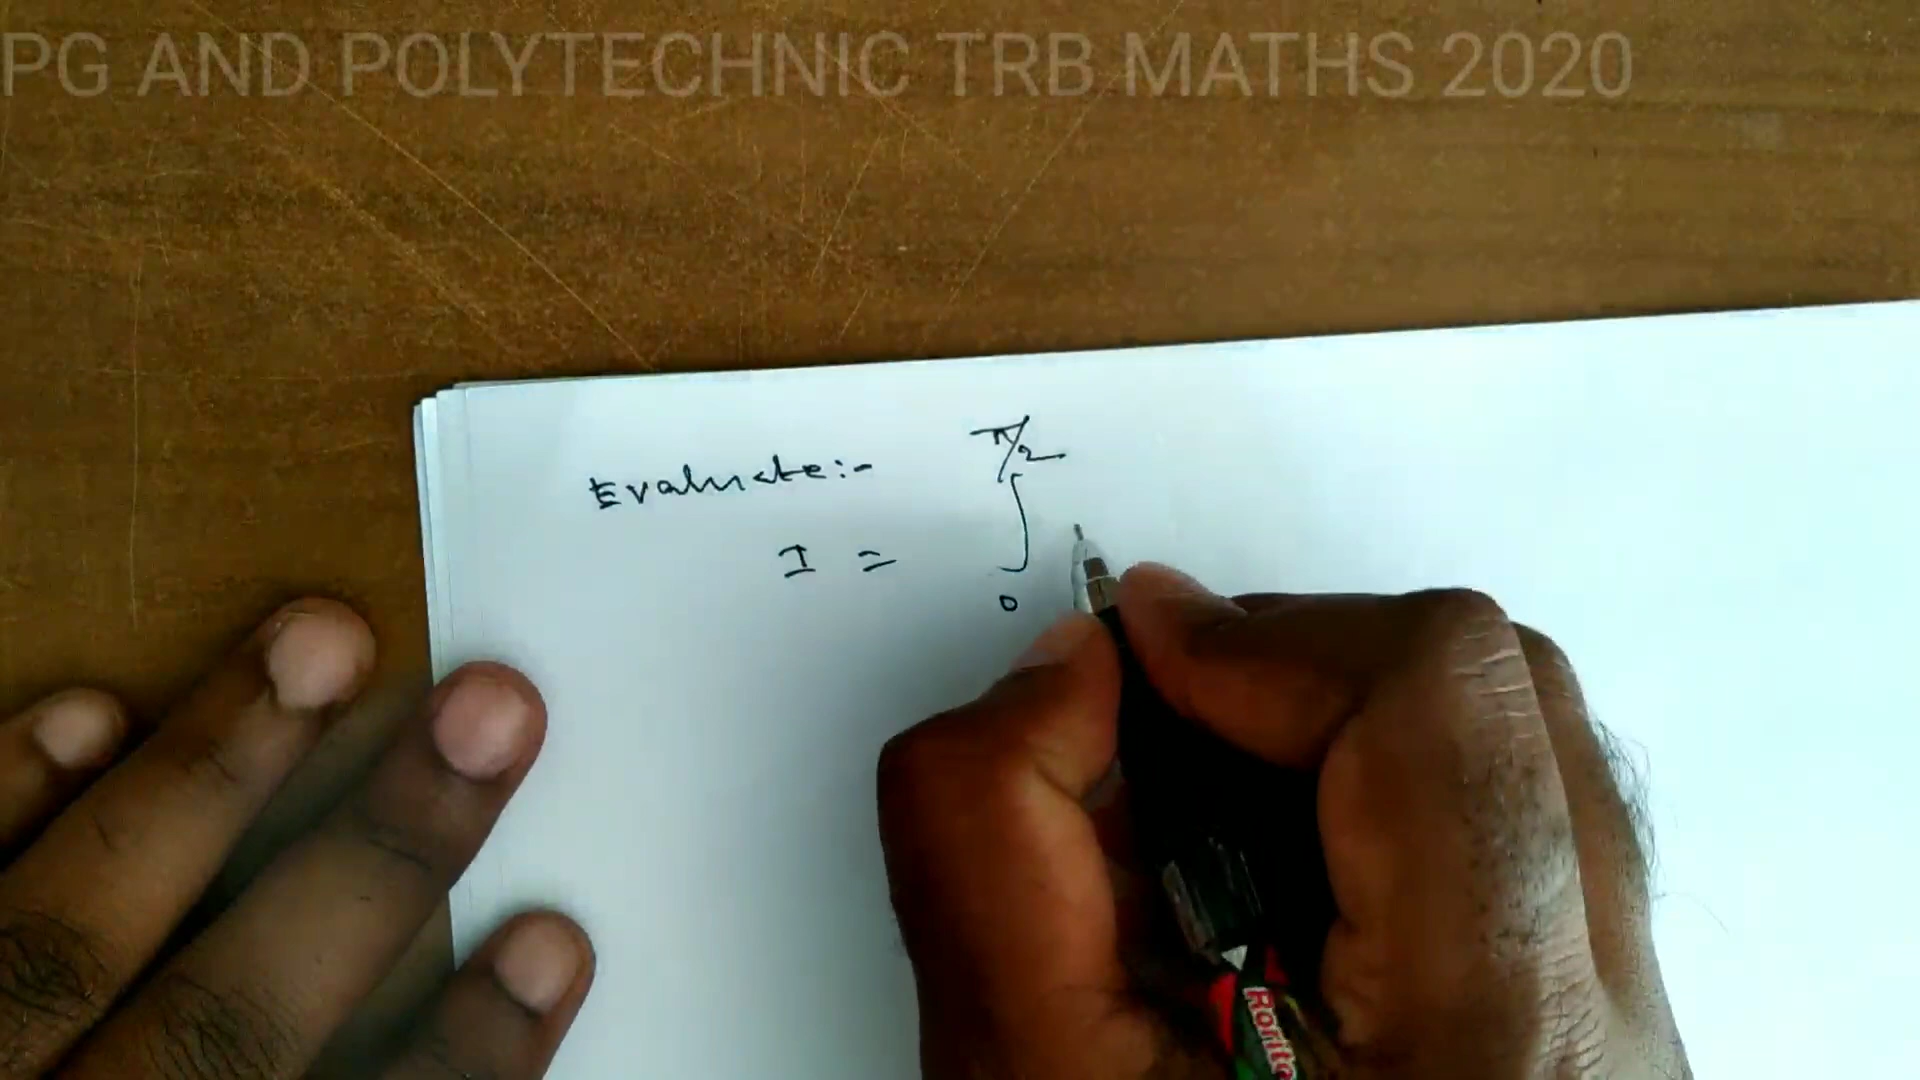 PG AND POLYTECHNIC TRB MATHS 2020
Evaluate:-
I = ∫ π/2 0
Rorito